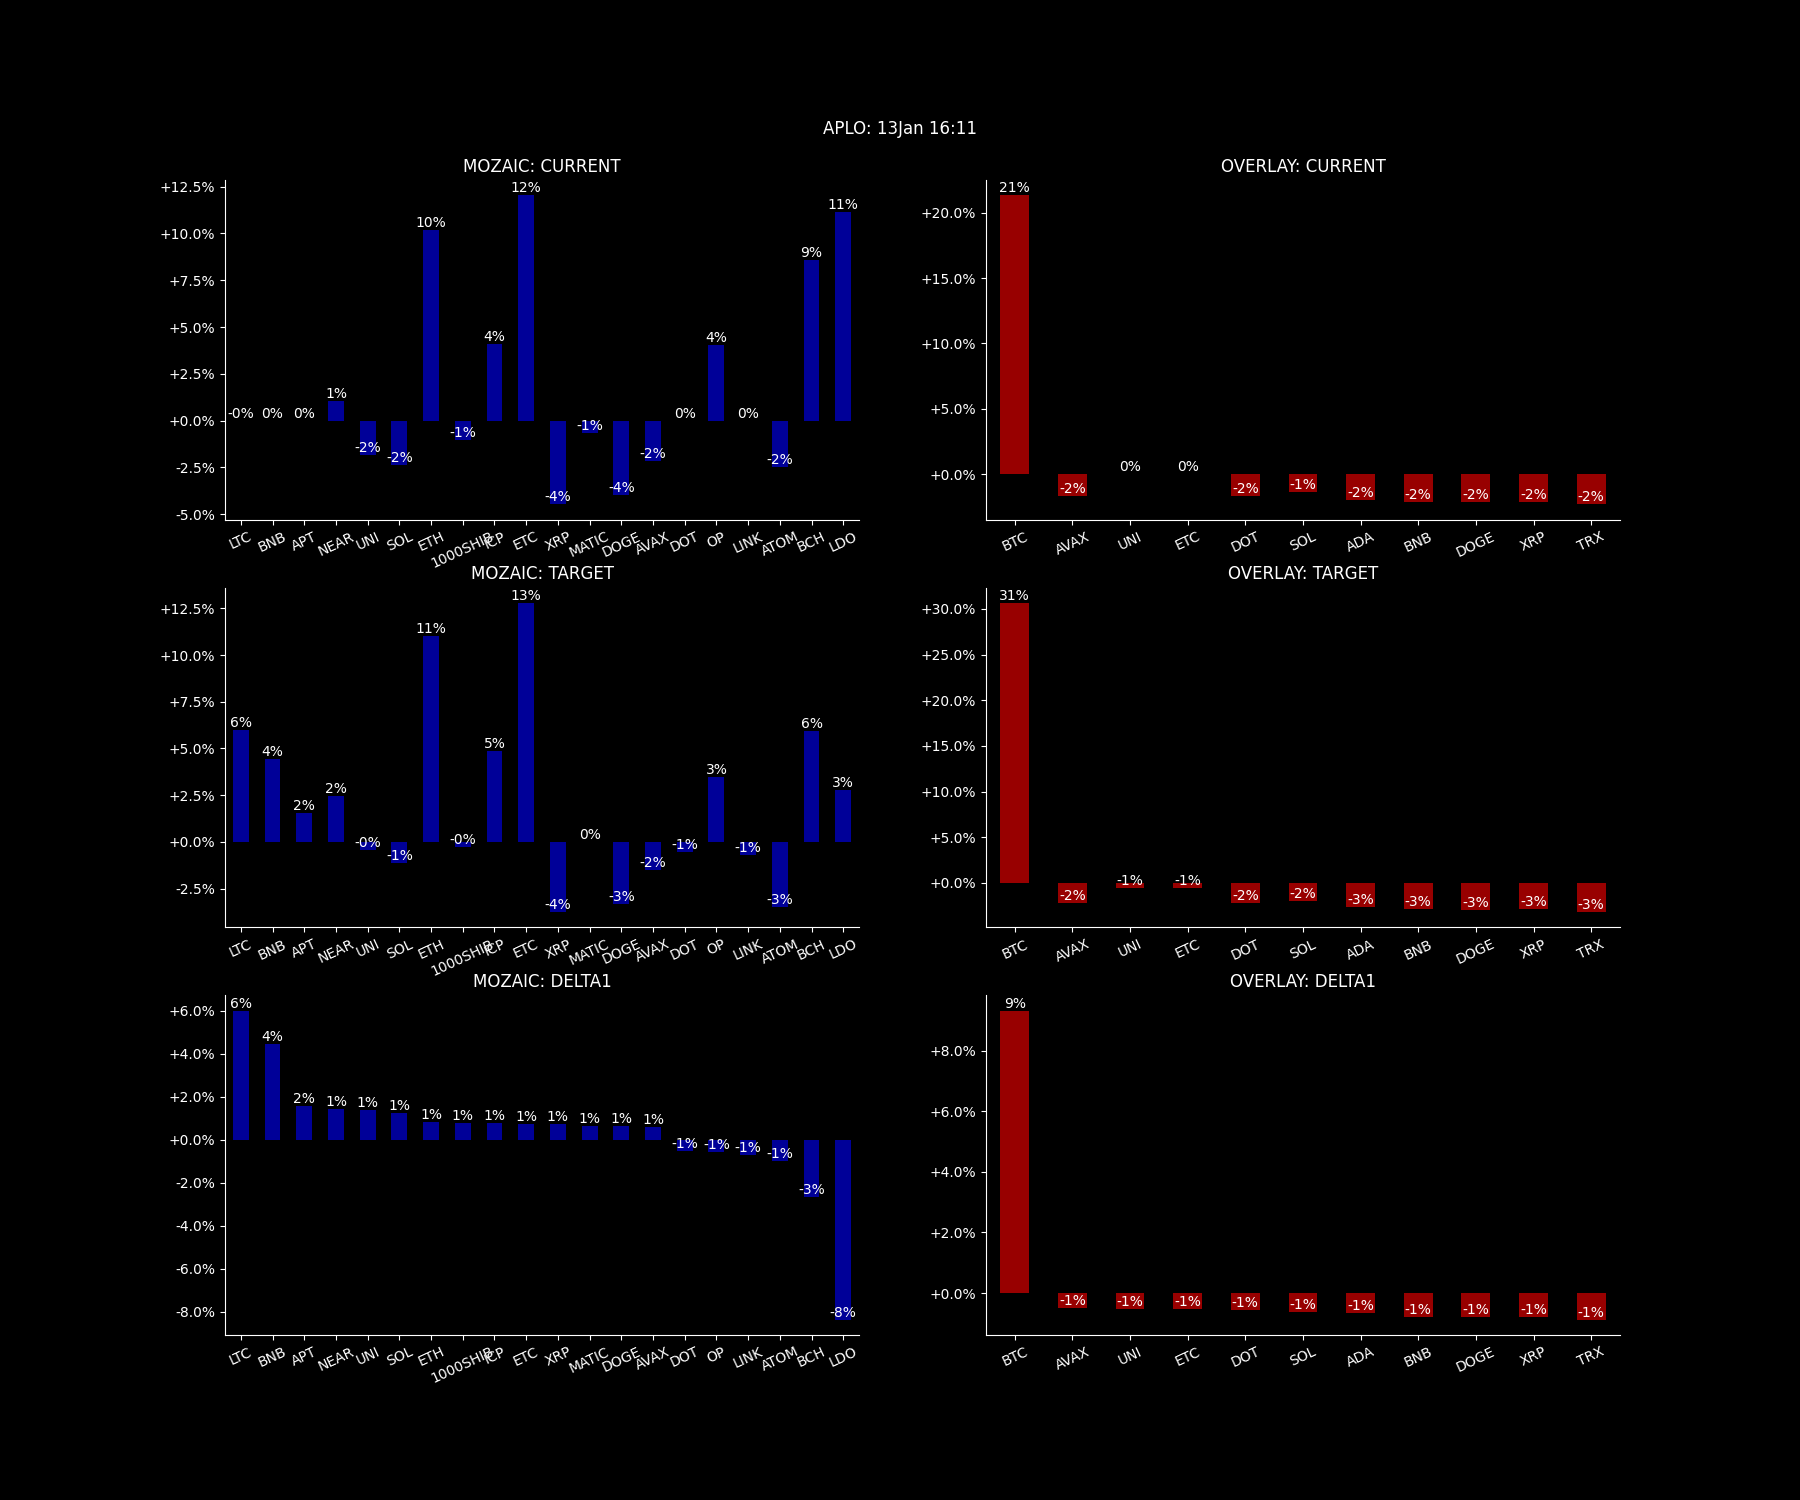 APLO: 13Jan 16:11
MOZAIC: CURRENT
+12.5%
+10.0%
+7.5%
+5.0%
+2.5%
+0.0%
-2.5%
-5.0%
-0% 0% 0% 1% -2% -2% 10% -1% 4% 12% -4% -1% -4% -2% 0% 4% 0% -2% 9% 11%
LTC BNB APT NEAR UNI SOL ETH 1000SHIB ICP ETC XRP MATIC DOGE AVAX DOT OP LINK ATOM BCH LDO
OVERLAY: CURRENT
+20.0%
+15.0%
+10.0%
+5.0%
+0.0%
21% -2% 0% 0% -2% -1% -2% -2% -2% -2% -2%
BTC AVAX UNI ETC DOT SOL ADA BNB DOGE XRP TRX
MOZAIC: TARGET
+12.5%
+10.0%
+7.5%
+5.0%
+2.5%
+0.0%
-2.5%
6% 4% 2% 2% -0% -1% 11% -0% 5% 13% -4% 0% -3% -2% -1% 3% -1% -3% 6% 3%
LTC BNB APT NEAR UNI SOL ETH 1000SHIB ICP ETC XRP MATIC DOGE AVAX DOT OP LINK ATOM BCH LDO
OVERLAY: TARGET
+30.0%
+25.0%
+20.0%
+15.0%
+10.0%
+5.0%
+0.0%
31% -2% -1% -1% -2% -2% -3% -3% -3% -3% -3%
BTC AVAX UNI ETC DOT SOL ADA BNB DOGE XRP TRX
MOZAIC: DELTA1
+6.0%
+4.0%
+2.0%
+0.0%
-2.0%
-4.0%
-6.0%
-8.0%
6% 4% 2% 1% 1% 1% 1% 1% 1% 1% 1% 1% 1% 1% -1% -1% -1% -1% -3% -8%
LTC BNB APT NEAR UNI SOL ETH 1000SHIB ICP ETC XRP MATIC DOGE AVAX DOT OP LINK ATOM BCH LDO
OVERLAY: DELTA1
+8.0%
+6.0%
+4.0%
+2.0%
+0.0%
9% -1% -1% -1% -1% -1% -1% -1% -1% -1% -1%
BTC AVAX UNI ETC DOT SOL ADA BNB DOGE XRP TRX